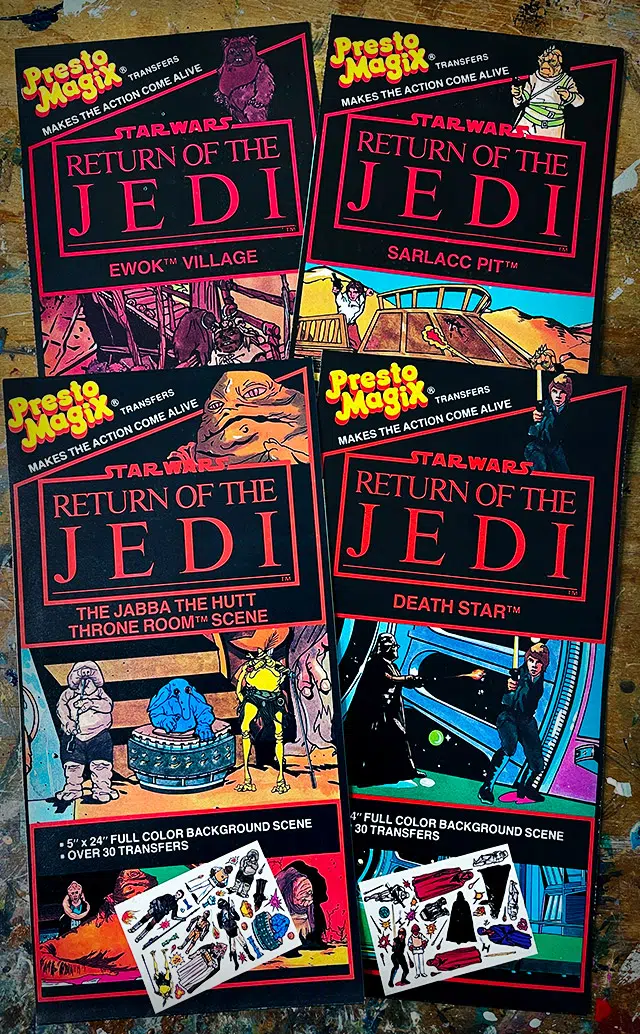 Presto
MagiX® TRANSFERS
MAKES THE ACTION COME ALIVE
STAR WARS
RETURN OF THE
JEDI
TM
EWOK™ VILLAGE
Presto
MagiX® TRANSFERS
MAKES THE ACTION COME ALIVE
STAR WARS
RETURN OF THE
JEDI
TM
SARLACC PIT™
Presto
MagiX® TRANSFERS
MAKES THE ACTION COME ALIVE
STAR WARS
RETURN OF THE
JEDI
TM
THE JABBA THE HUTT
THRONE ROOM™ SCENE
▪ 5" x 24" FULL COLOR BACKGROUND SCENE
▪ OVER 30 TRANSFERS
Presto
MagiX® TRANSFERS
MAKES THE ACTION COME ALIVE
STAR WARS
RETURN OF THE
JEDI
TM
DEATH STAR™
4" FULL COLOR BACKGROUND SCENE
30 TRANSFERS